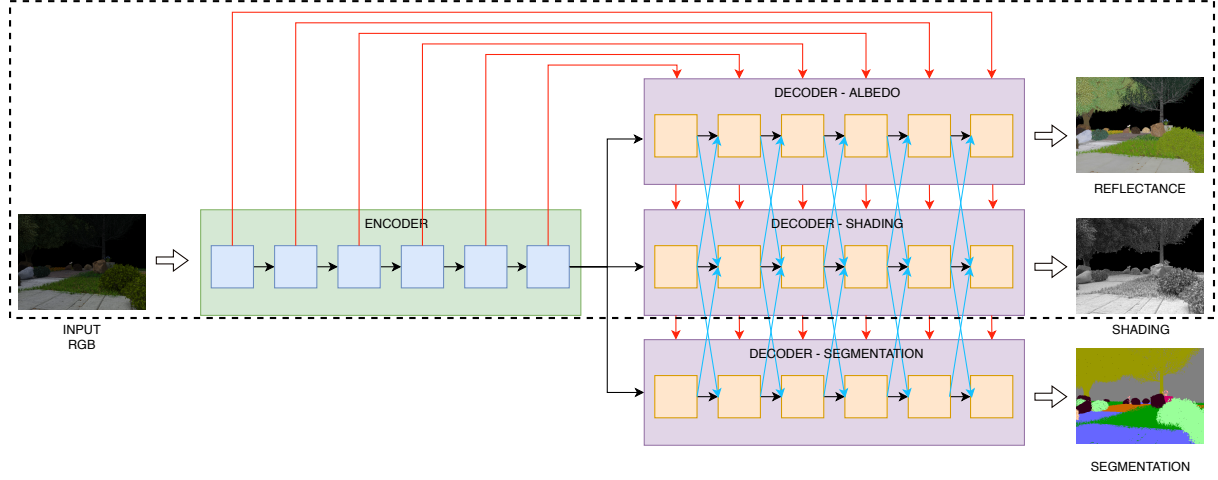 DECODER - ALBEDO
REFLECTANCE
ENCODER
DECODER - SHADING
INPUT
RGB
SHADING
DECODER - SEGMENTATION
SEGMENTATION